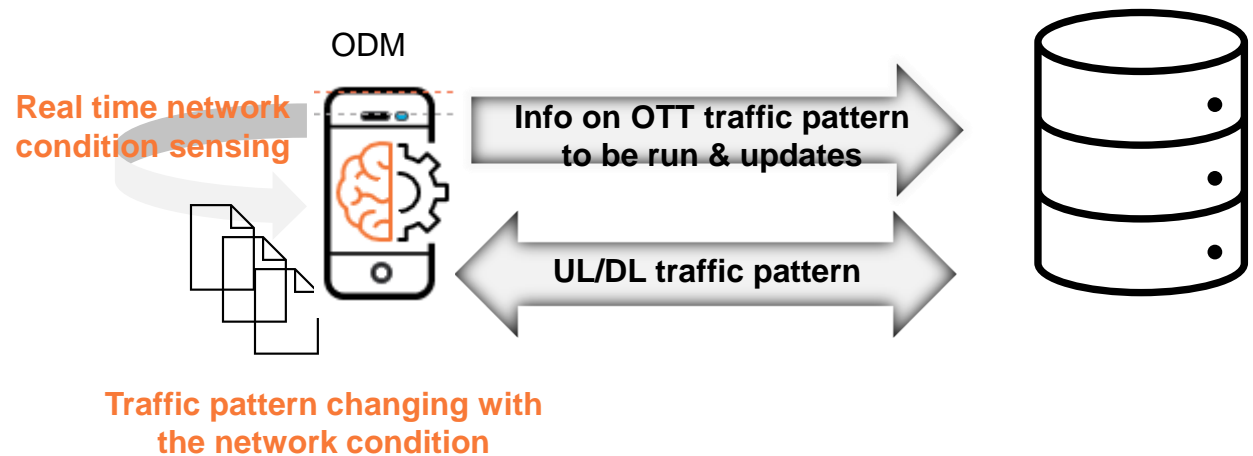 ODM
Real time network
condition sensing
Info on OTT traffic pattern
to be run & updates
UL/DL traffic pattern
Traffic pattern changing with
the network condition